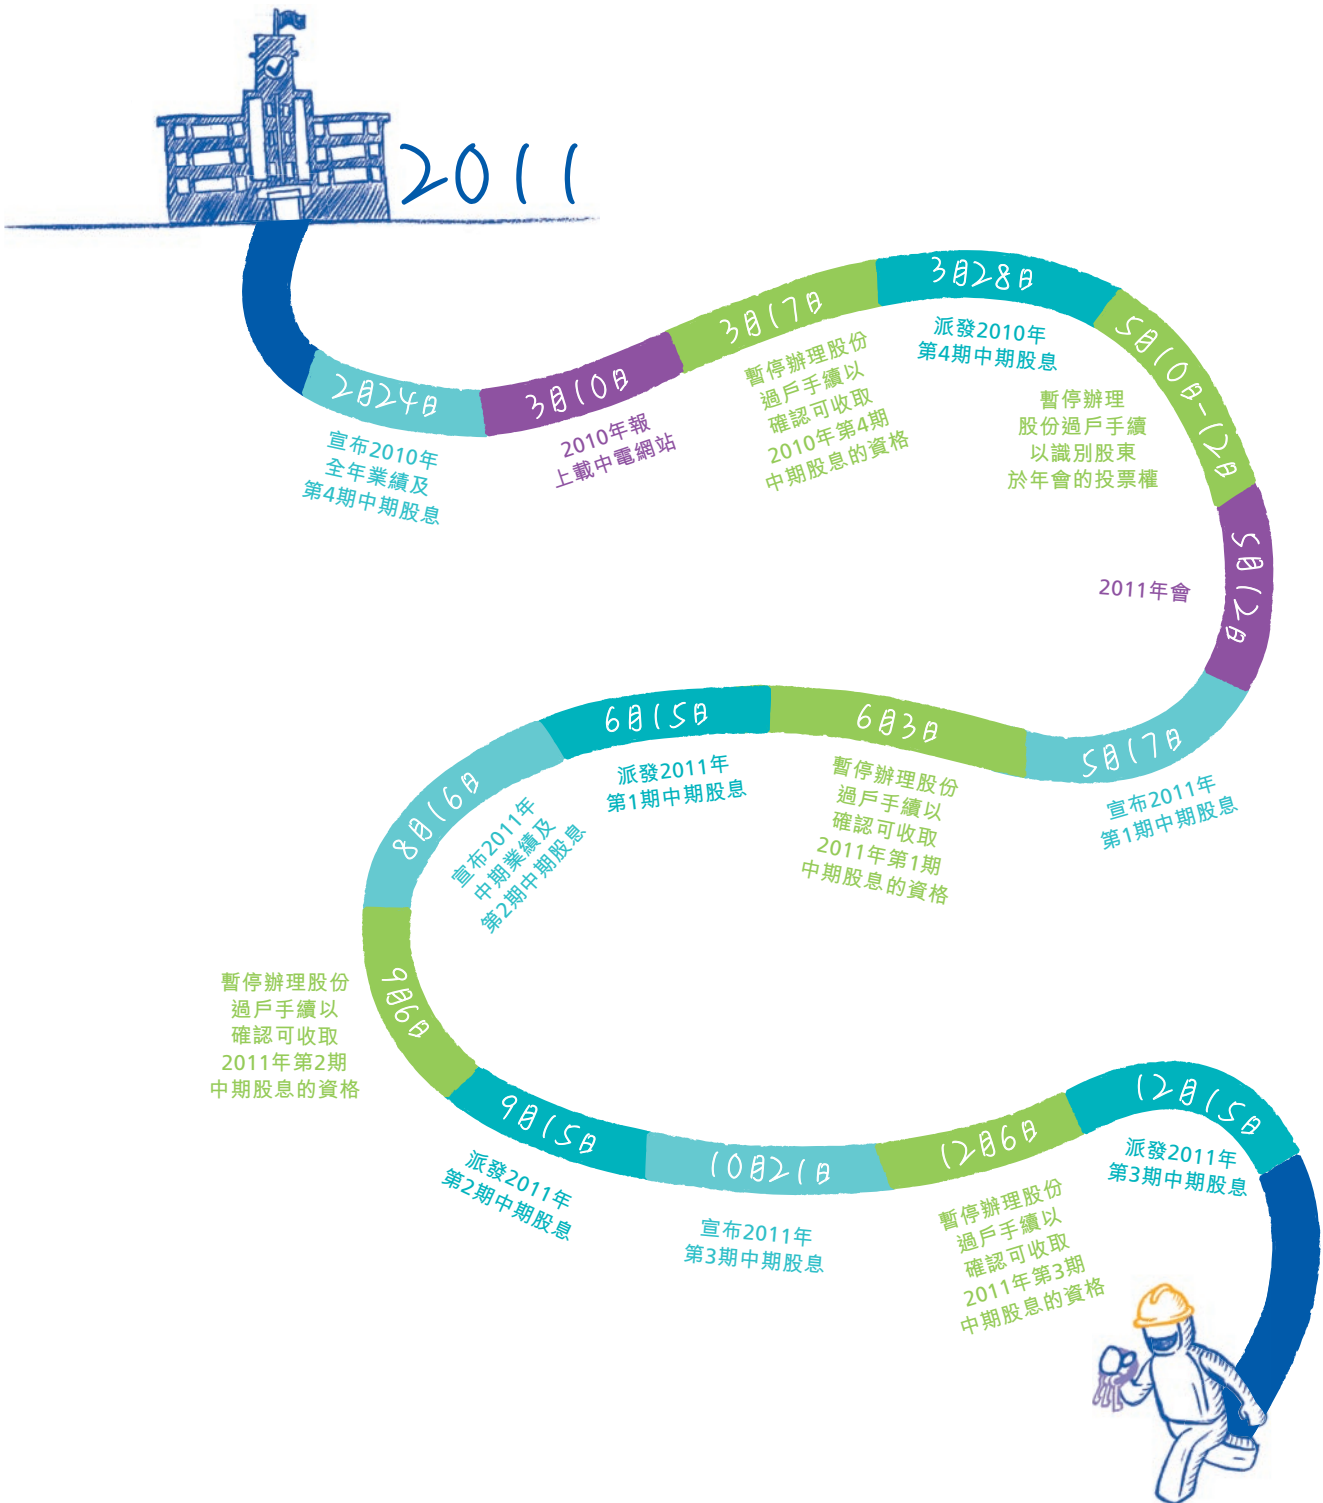 2011
2月24日
宣布2010年
全年業績及
第4期中期股息
3月10日
2010年報
上載中電網站
3月17日
暫停辦理股份
過戶手續以
確認可收取
2010年第4期
中期股息的資格
3月28日
派發2010年
第4期中期股息
5月10日-12日
暫停辦理
股份過戶手續
以識別股東
於年會的投票權
5月12日
2011年會
5月17日
宣布2011年
第1期中期股息
6月3日
暫停辦理股份
過戶手續以
確認可收取
2011年第1期
中期股息的資格
6月15日
派發2011年
第1期中期股息
8月16日
宣布2011年
中期業績及
第2期中期股息
9月6日
暫停辦理股份
過戶手續以
確認可收取
2011年第2期
中期股息的資格
9月15日
派發2011年
第2期中期股息
10月21日
宣布2011年
第3期中期股息
12月6日
暫停辦理股份
過戶手續以
確認可收取
2011年第3期
中期股息的資格
12月15日
派發2011年
第3期中期股息